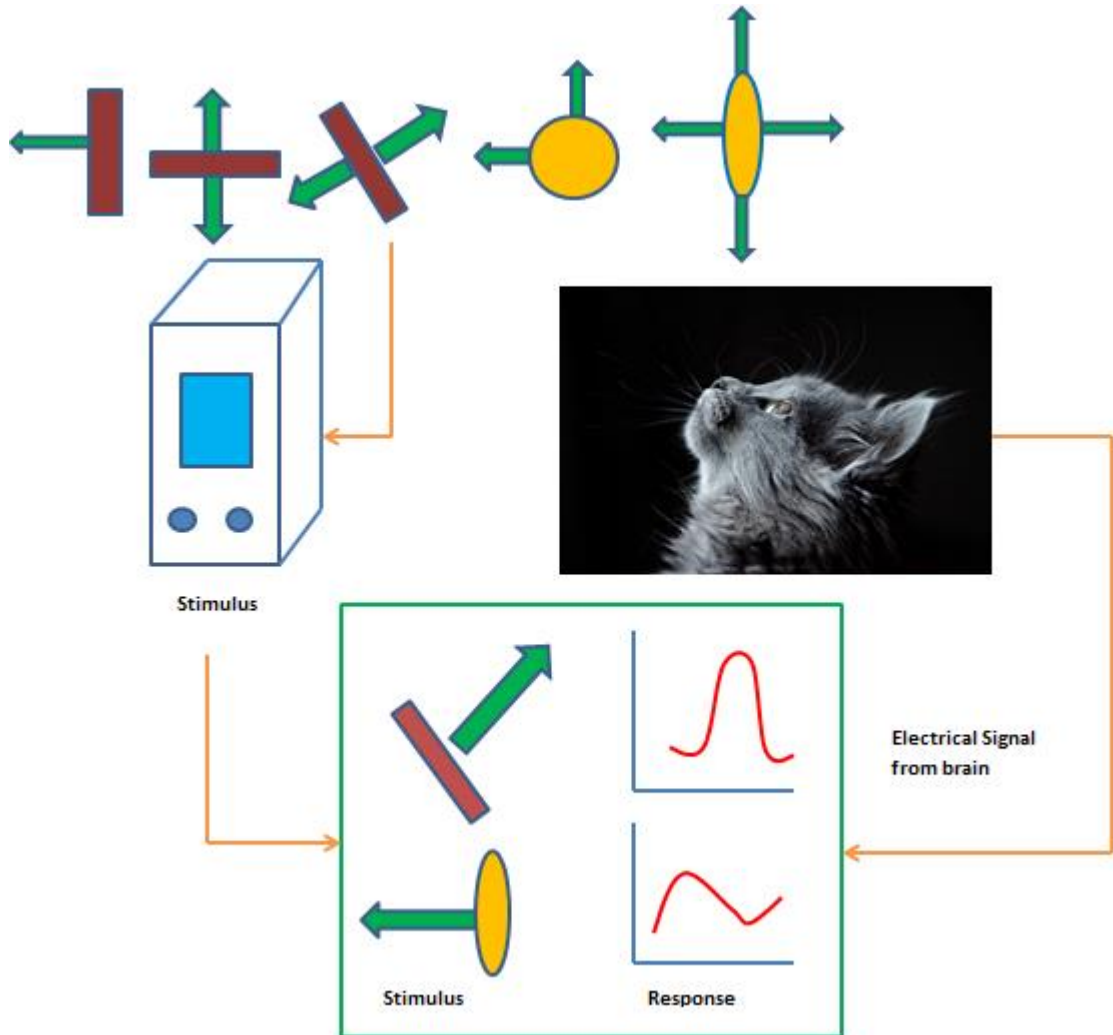 Stimulus
Electrical Signal
from brain
Stimulus
Response